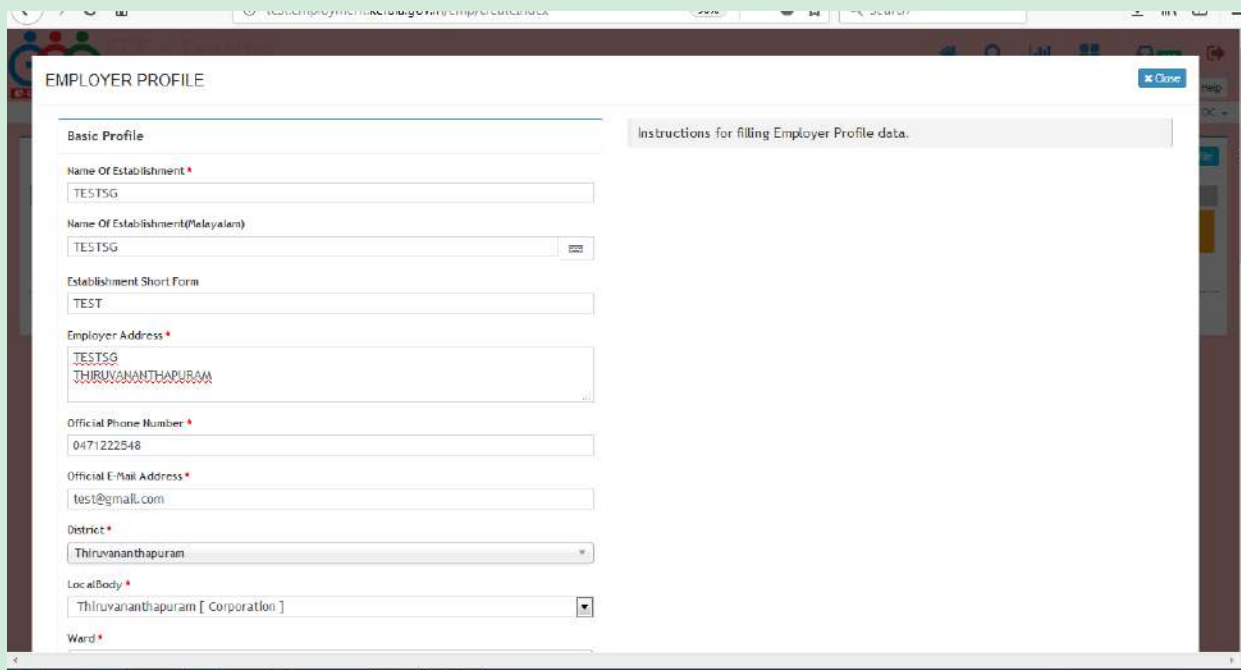 EMPLOYER PROFILE
Close
Help
Basic Profile
Instructions for filling Employer Profile data.
Name Of Establishment *
TESTSG
Name Of Establishment(Malayalam)
TESTSG
Establishment Short Form
TEST
Employer Address *
TESTSG
THIRUVANANTHAPURAM
Official Phone Number *
0471222548
Official E-Mail Address *
test@gmail.com
District *
Thiruvananthapuram
LocalBody *
Thiruvananthapuram [ Corporation ]
Ward *